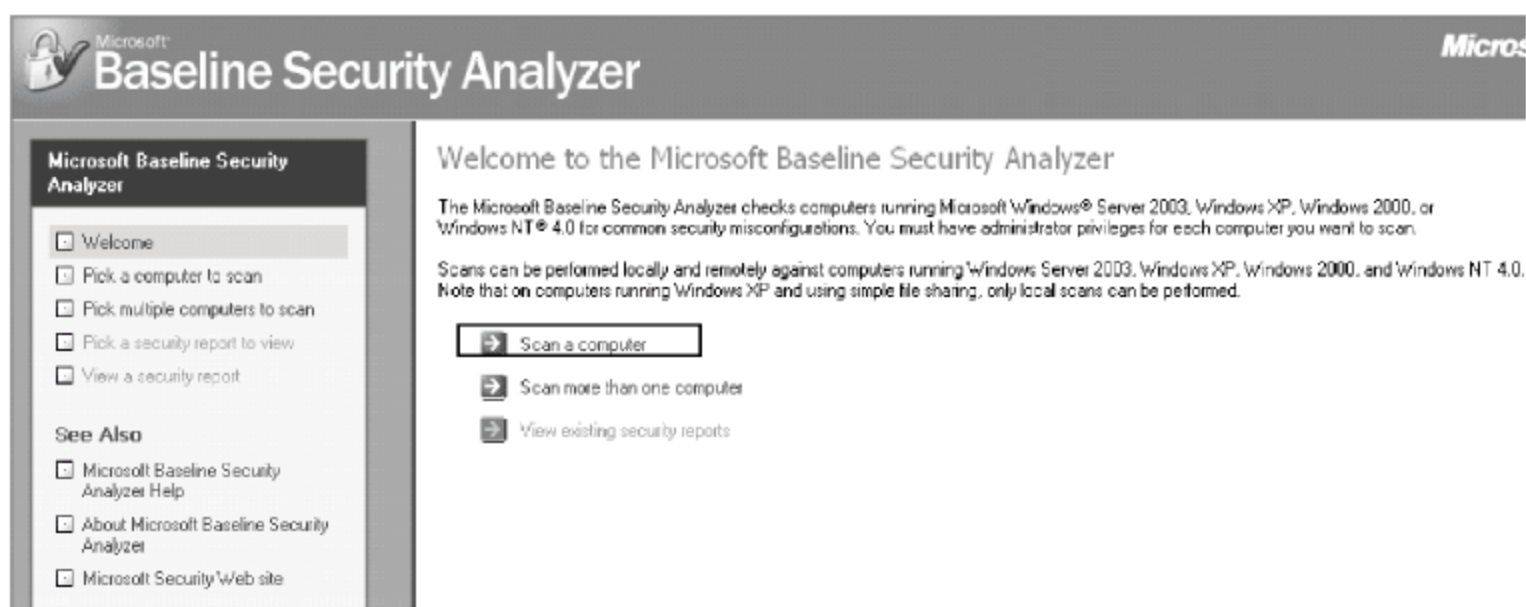 Microsoft
Baseline Security Analyzer
Micros
Microsoft Baseline Security
Analyzer
Welcome
Pick a computer to scan
Pick multiple computers to scan
Pick a security report to view
View a security report
See Also
Microsoft Baseline Security
Analyzer Help
About Microsoft Baseline Security
Analyzer
Microsoft Security Web site
Welcome to the Microsoft Baseline Security Analyzer
The Microsoft Baseline Security Analyzer checks computers running Microsoft Windows® Server 2003, Windows XP, Windows 2000, or
Windows NT® 4.0 for common security misconfigurations. You must have administrator privileges for each computer you want to scan.
Scans can be performed locally and remotely against computers running Windows Server 2003, Windows XP, Windows 2000, and Windows NT 4.0.
Note that on computers running Windows XP and using simple file sharing, only local scans can be performed.
Scan a computer
Scan more than one computer
View existing security reports